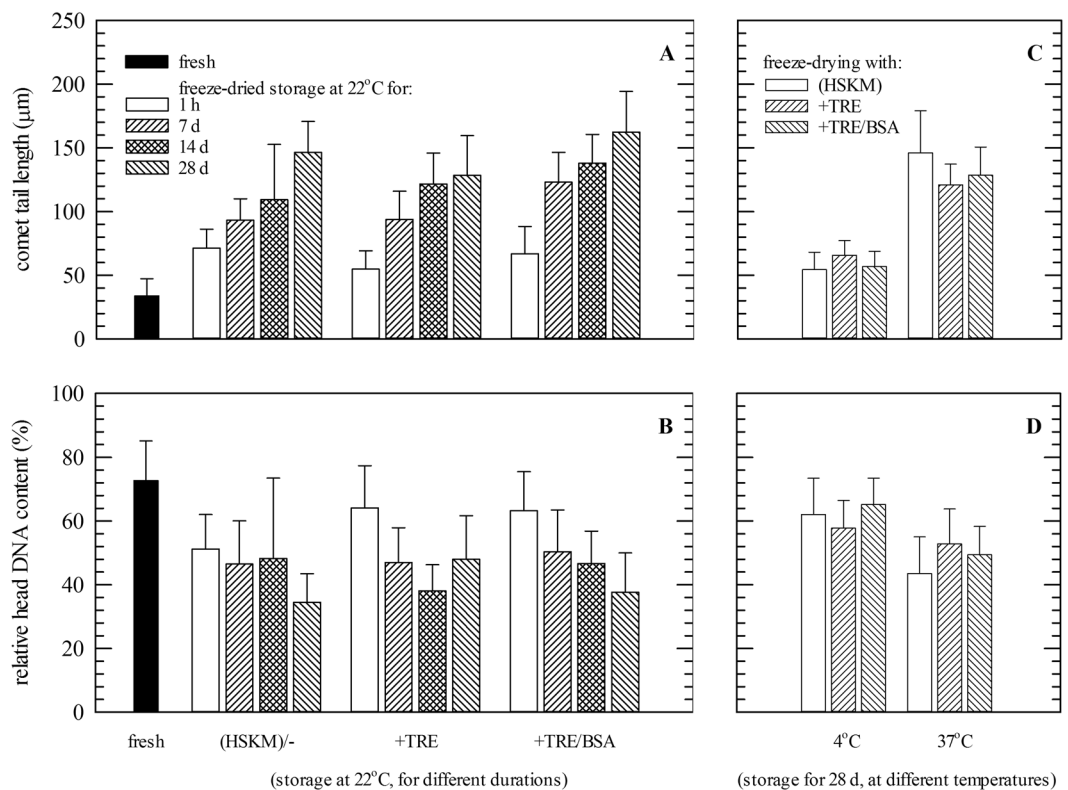 250
200
150
100
50
0
comet tail length (µm)
A
fresh
freeze-dried storage at 22°C for:
1 h
7 d
14 d
28 d
C
freeze-drying with:
(HSKM)
+TRE
+TRE/BSA
100
80
60
40
20
0
relative head DNA content (%)
B
D
fresh (HSKM)/- +TRE +TRE/BSA
4°C 37°C
(storage at 22°C, for different durations)
(storage for 28 d, at different temperatures)